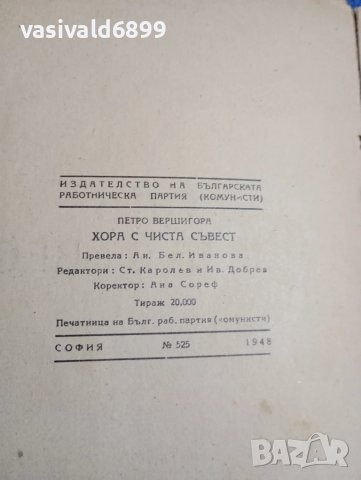 vasivald6899
ИЗДАТЕЛСТВО НА БЪЛГАРСКАТА
РАБОТНИЧЕСКА ПАРТИЯ (КОМУНИСТИ)
ПЕТРО ВЕРШИГОРА
ХОРА С ЧИСТА СЪВЕСТ
Превела: Ан. Бел. Иванова
Редактори: Ст. Каролев и Ив. Добрев
Коректор: Ана Сореф
Тираж 20,000
Печатница на Бълг. раб. партия (комунисти)
СОФИЯ № 525 1948
BAZAR